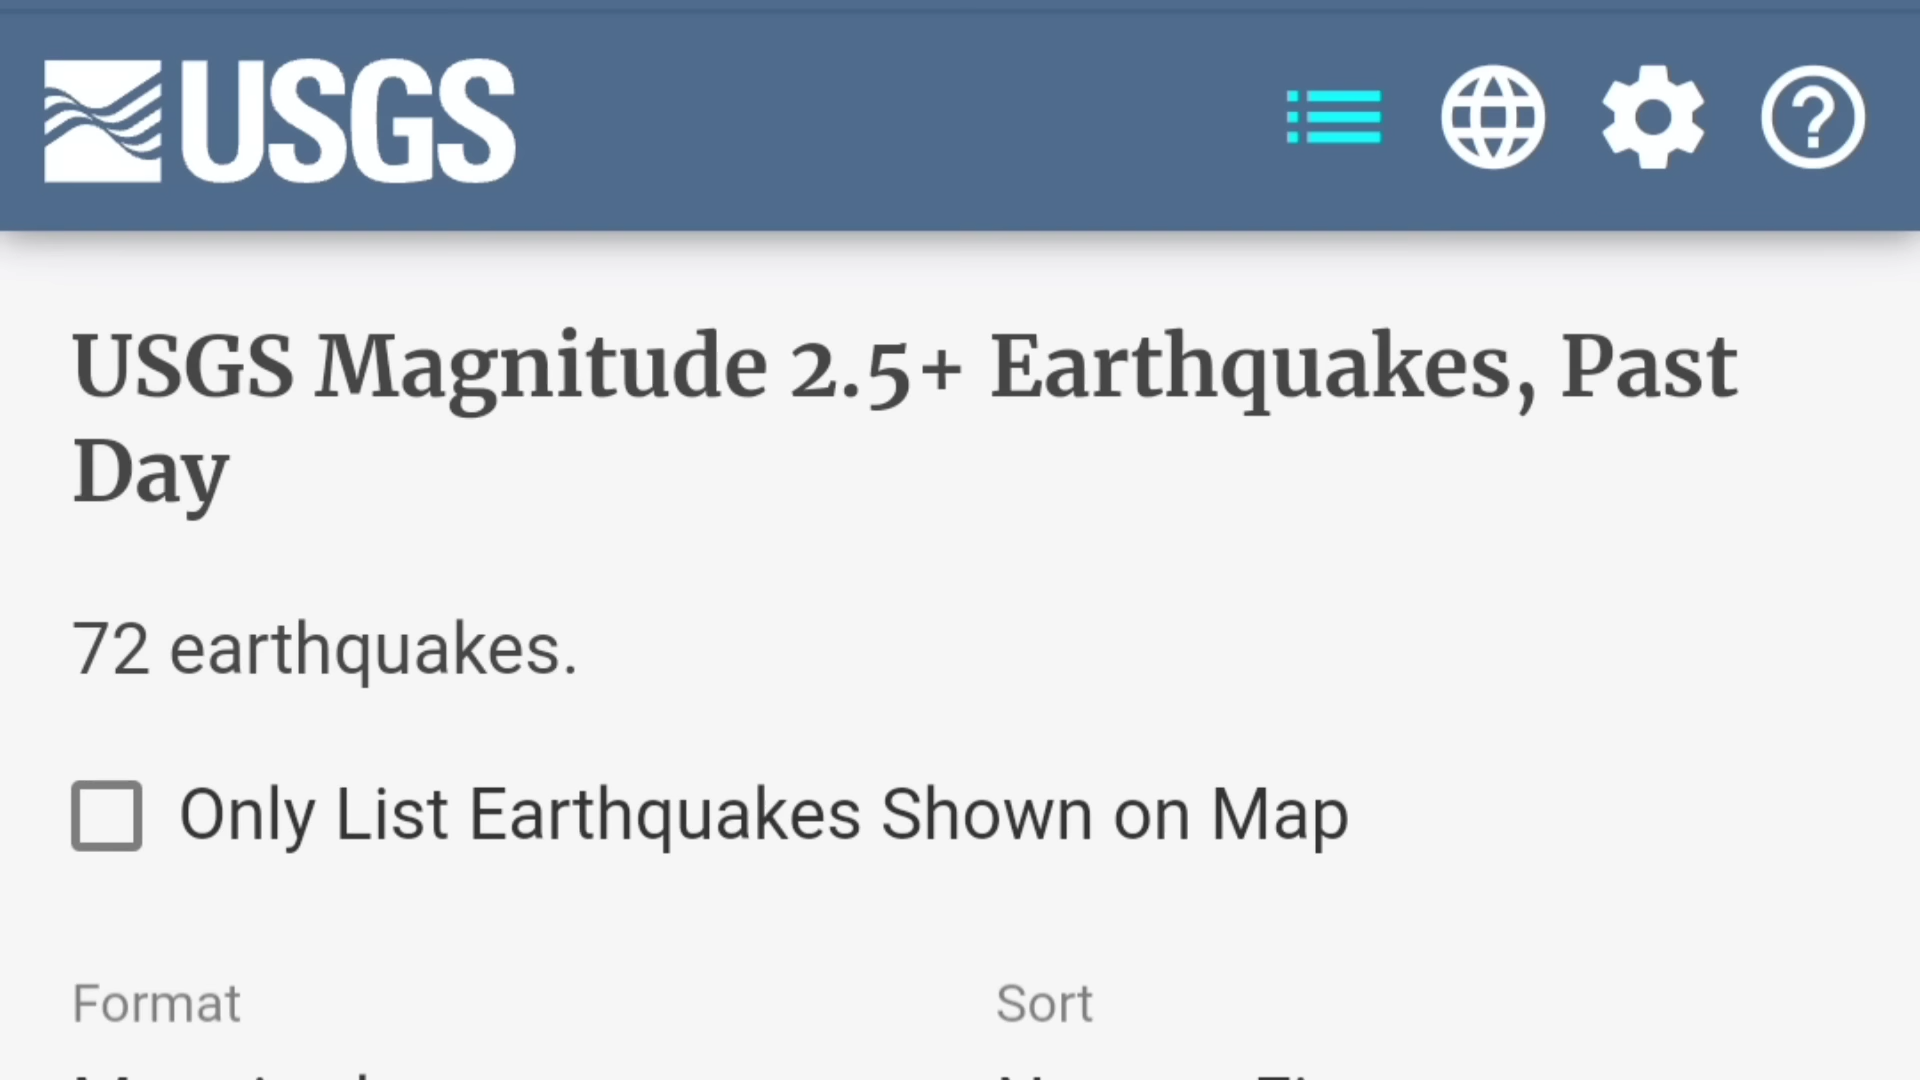 USGS
USGS Magnitude 2.5+ Earthquakes, Past
Day
72 earthquakes.
Only List Earthquakes Shown on Map
Format
Sort